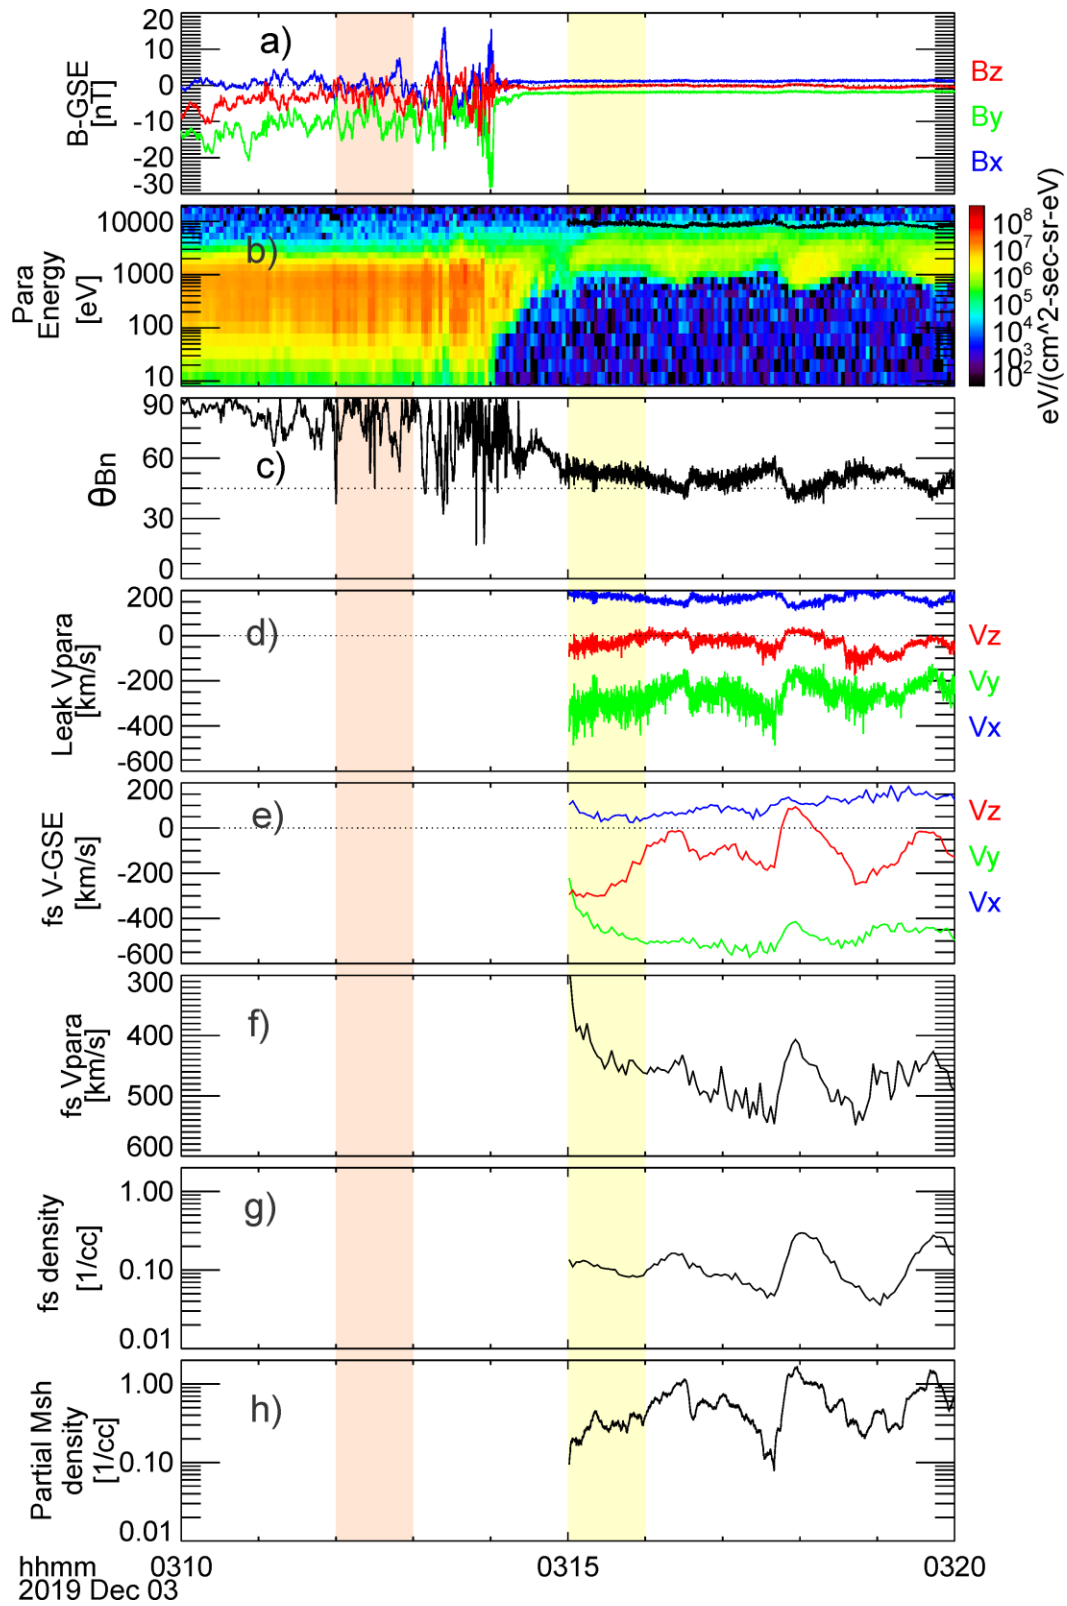 a)
B-GSE
[nT]
20
10
0
-10
-20
-30
Bz
By
Bx
b)
Para
Energy
[eV]
10000
1000
100
10
10^8
10^7
10^6
10^5
10^4
10^3
10^2
eV/(cm^2-sec-sr-eV)
c)
θBn
90
60
30
0
d)
Leak Vpara
[km/s]
200
0
-200
-400
-600
Vz
Vy
Vx
e)
fs V-GSE
[km/s]
200
0
-200
-400
-600
Vz
Vy
Vx
f)
fs Vpara
[km/s]
300
400
500
600
g)
fs density
[1/cc]
1.00
0.10
0.01
h)
Partial Msh
density
[1/cc]
1.00
0.10
0.01
hhmm 0310 0315 0320
2019 Dec 03